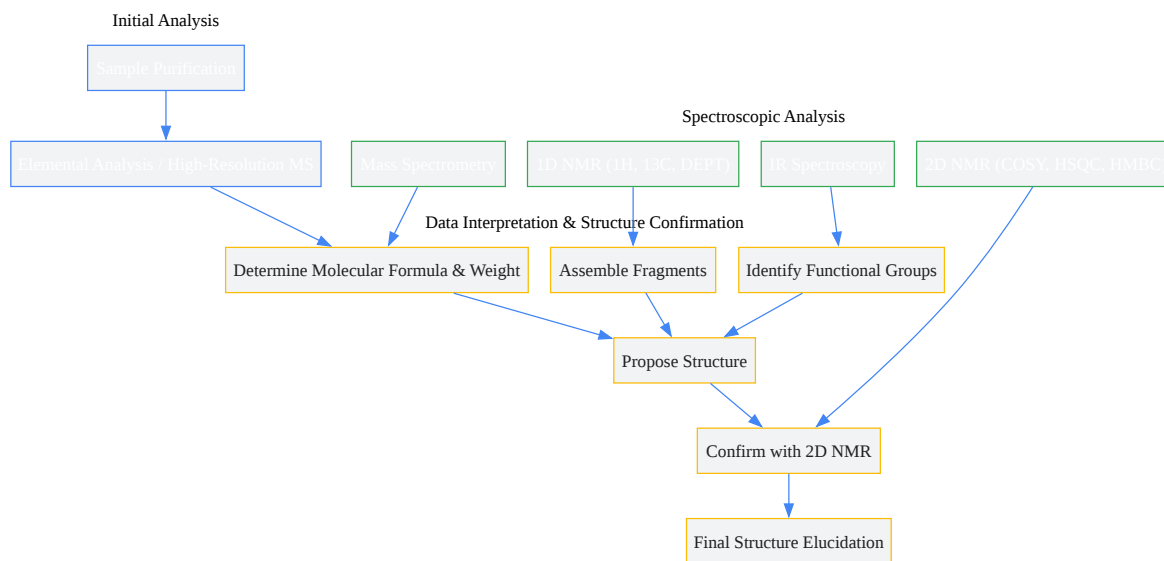 Initial Analysis
Sample Purification
Spectroscopic Analysis
Elemental Analysis / High-Resolution MS
Mass Spectrometry
1D NMR (1H, 13C, DEPT)
IR Spectroscopy
2D NMR (COSY, HSQC, HMBC)
Data Interpretation & Structure Confirmation
Determine Molecular Formula & Weight
Assemble Fragments
Identify Functional Groups
Propose Structure
Confirm with 2D NMR
Final Structure Elucidation